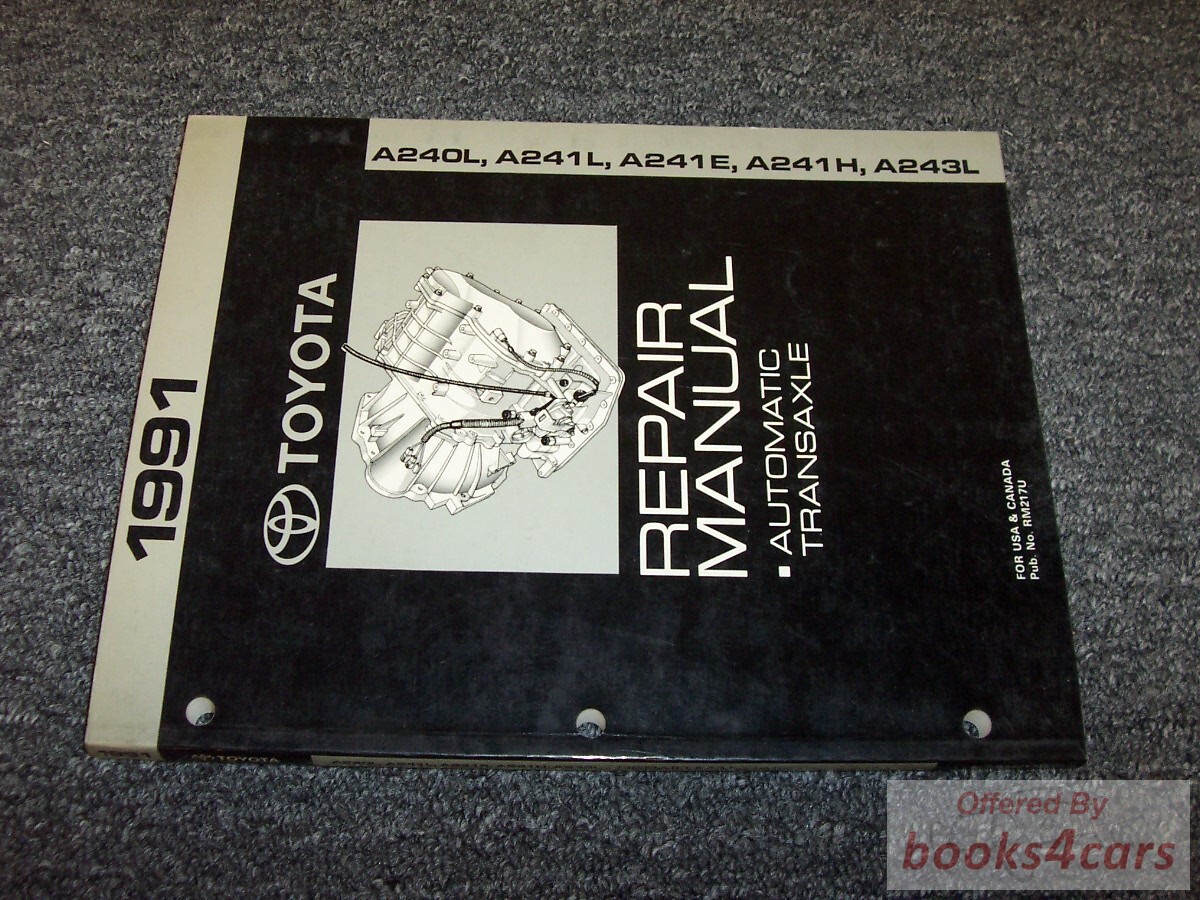 1991
TOYOTA
A240L, A241L, A241E, A241H, A243L
REPAIR
MANUAL
▪ AUTOMATIC
TRANSAXLE
FOR USA & CANADA
Pub. No. RM217U
TOYOTA
Offered By
books4cars